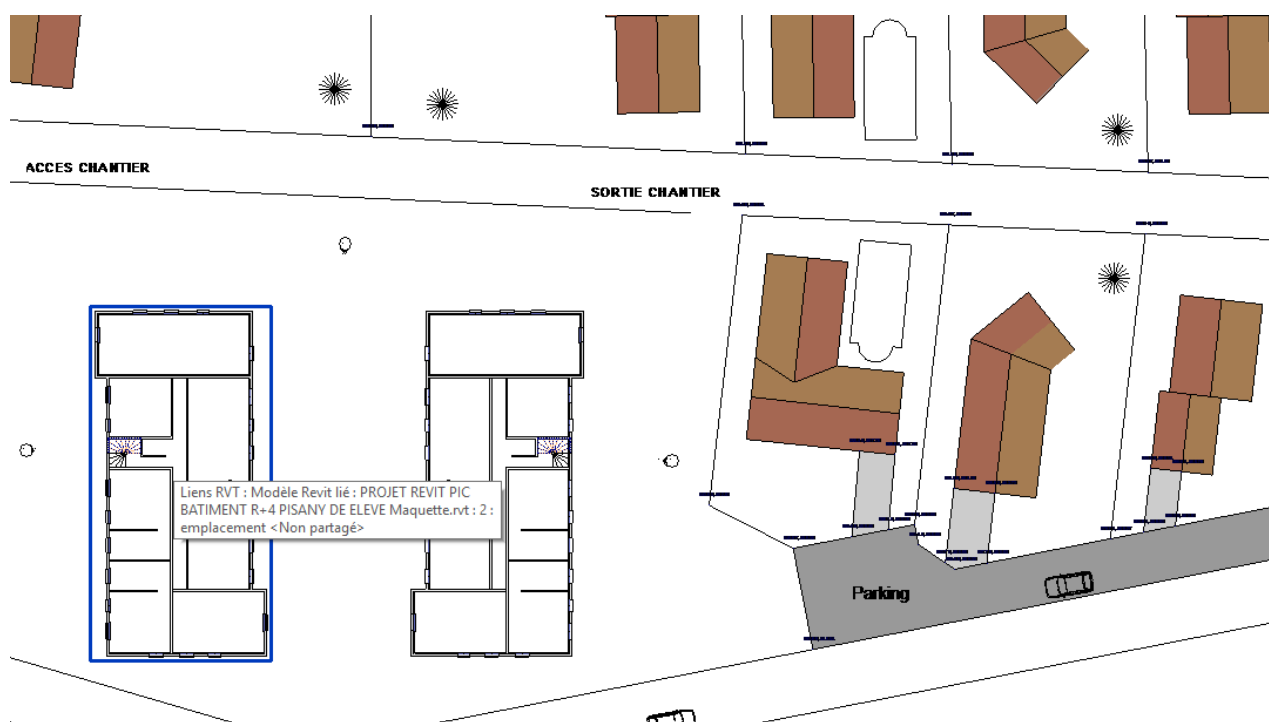 ACCES CHANTIER
SORTIE CHANTIER
Liens RVT : Modèle Revit lié : PROJET REVIT PIC
BATIMENT R+4 PISANY DE ELEVE Maquette.rvt : 2 :
emplacement <Non partagé>
Parking